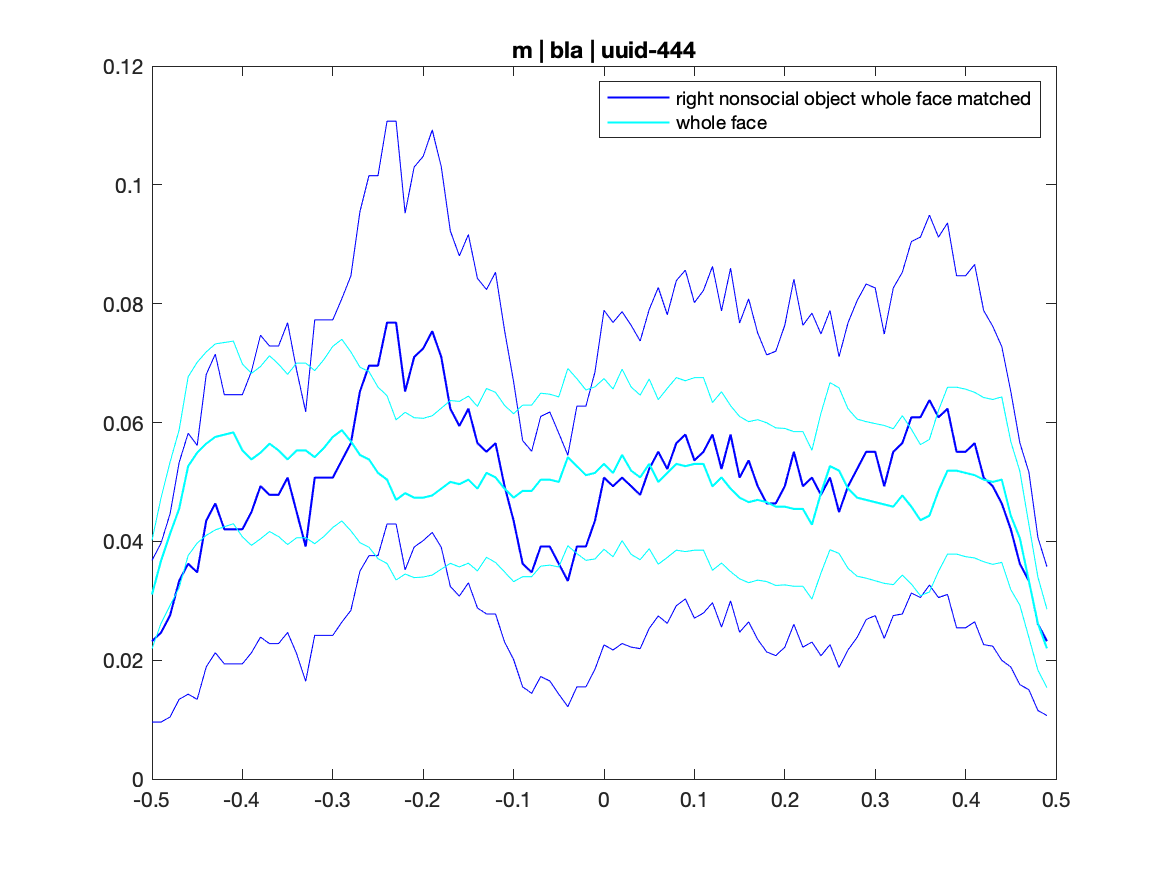 m | bla | uuid-444
right nonsocial object whole face matched
whole face
0.12
0.1
0.08
0.06
0.04
0.02
0
-0.5 -0.4 -0.3 -0.2 -0.1 0 0.1 0.2 0.3 0.4 0.5